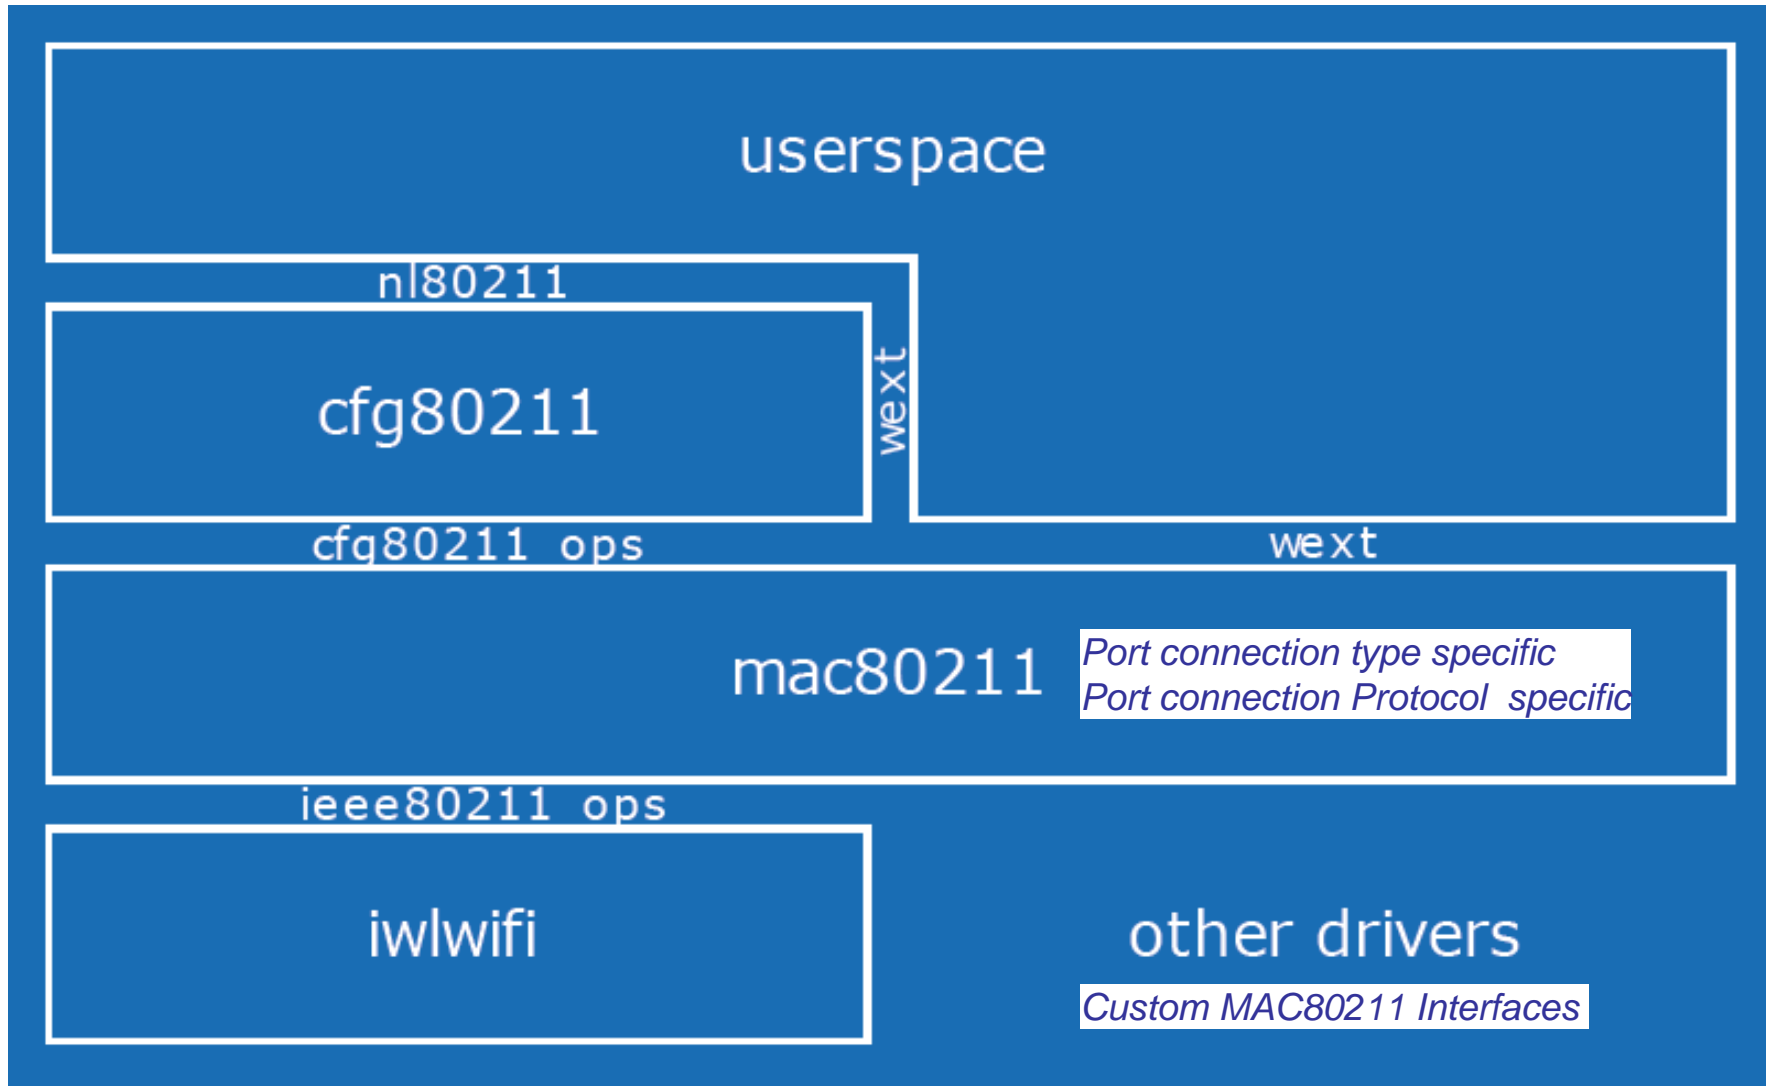 userspace
nl80211
cfg80211
wext
cfg80211 ops
wext
mac80211
Port connection type specific
Port connection Protocol specific
ieee80211 ops
iwlwifi
other drivers
Custom MAC80211 Interfaces